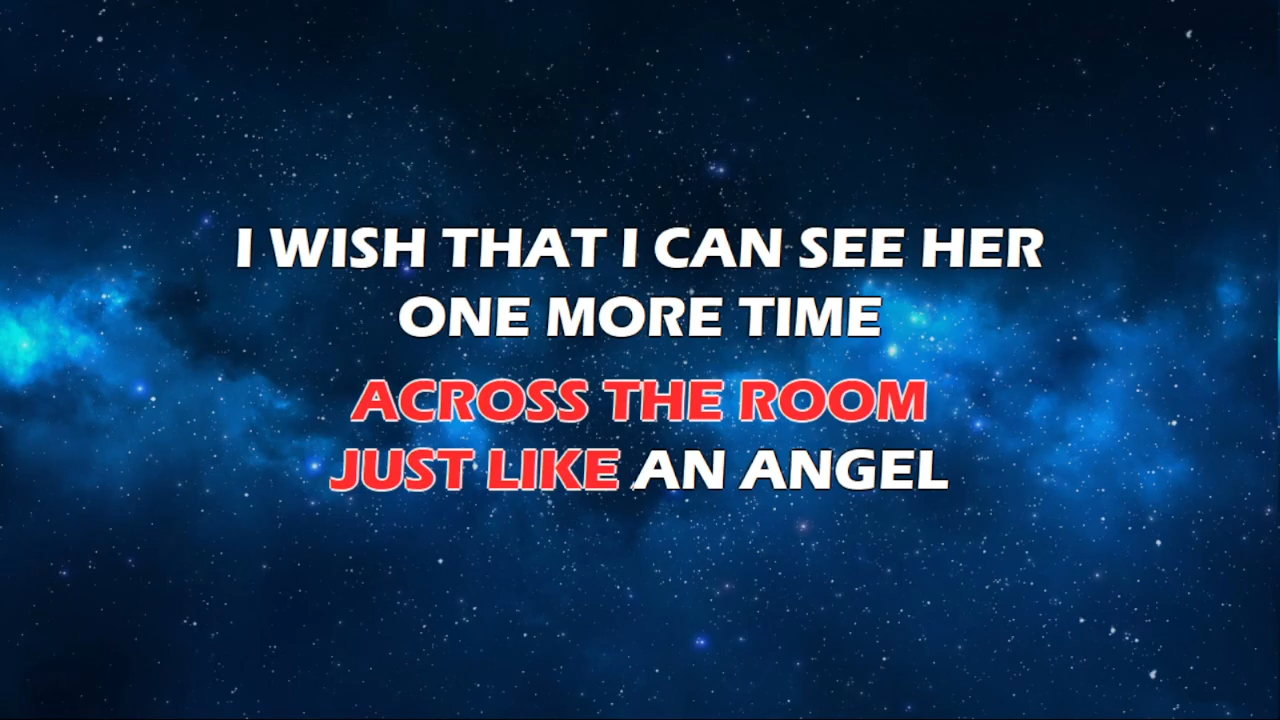 I WISH THAT I CAN SEE HER
ONE MORE TIME
ACROSS THE ROOM
JUST LIKE AN ANGEL